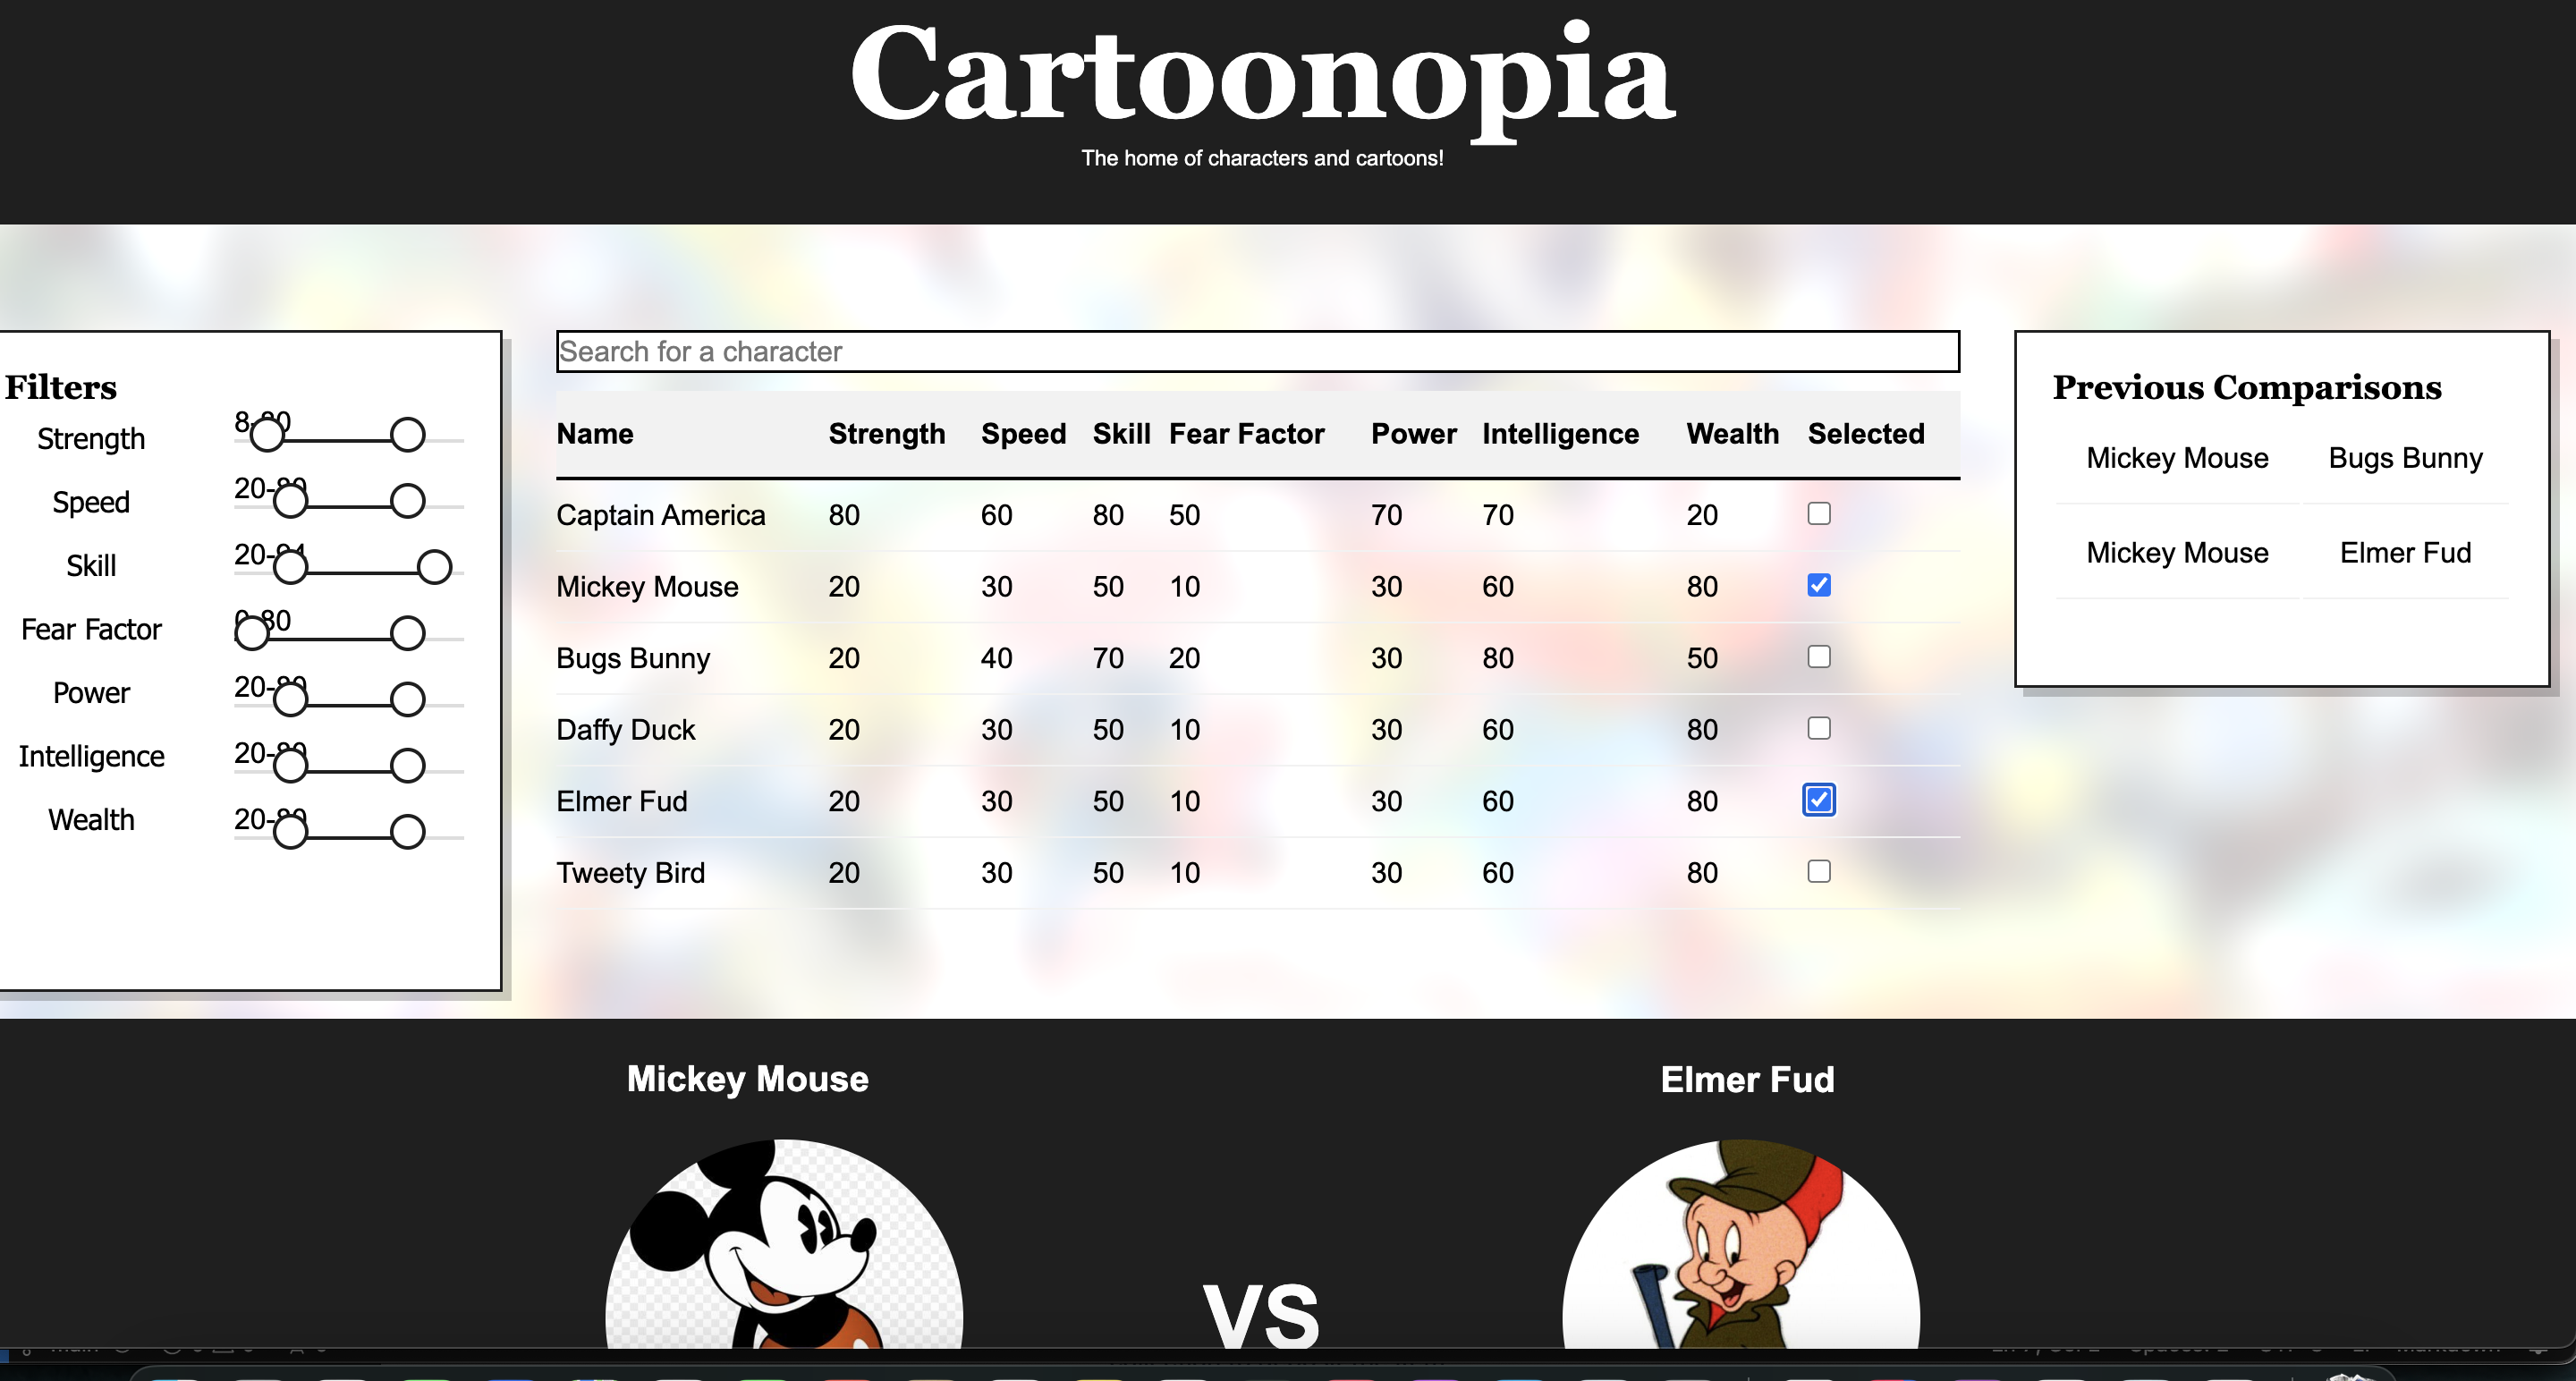 Cartoonopia
The home of characters and cartoons!
Filters
Strength
Speed
Skill
Fear Factor
Power
Intelligence
Wealth
Search for a character
Name Strength Speed Skill Fear Factor Power Intelligence Wealth Selected
Captain America 80 60 80 50 70 70 20
Mickey Mouse 20 30 50 10 30 60 80
Bugs Bunny 20 40 70 20 30 80 50
Daffy Duck 20 30 50 10 30 60 80
Elmer Fud 20 30 50 10 30 60 80
Tweety Bird 20 30 50 10 30 60 80
Previous Comparisons
Mickey Mouse Bugs Bunny
Mickey Mouse Elmer Fud
Mickey Mouse
Elmer Fud
VS